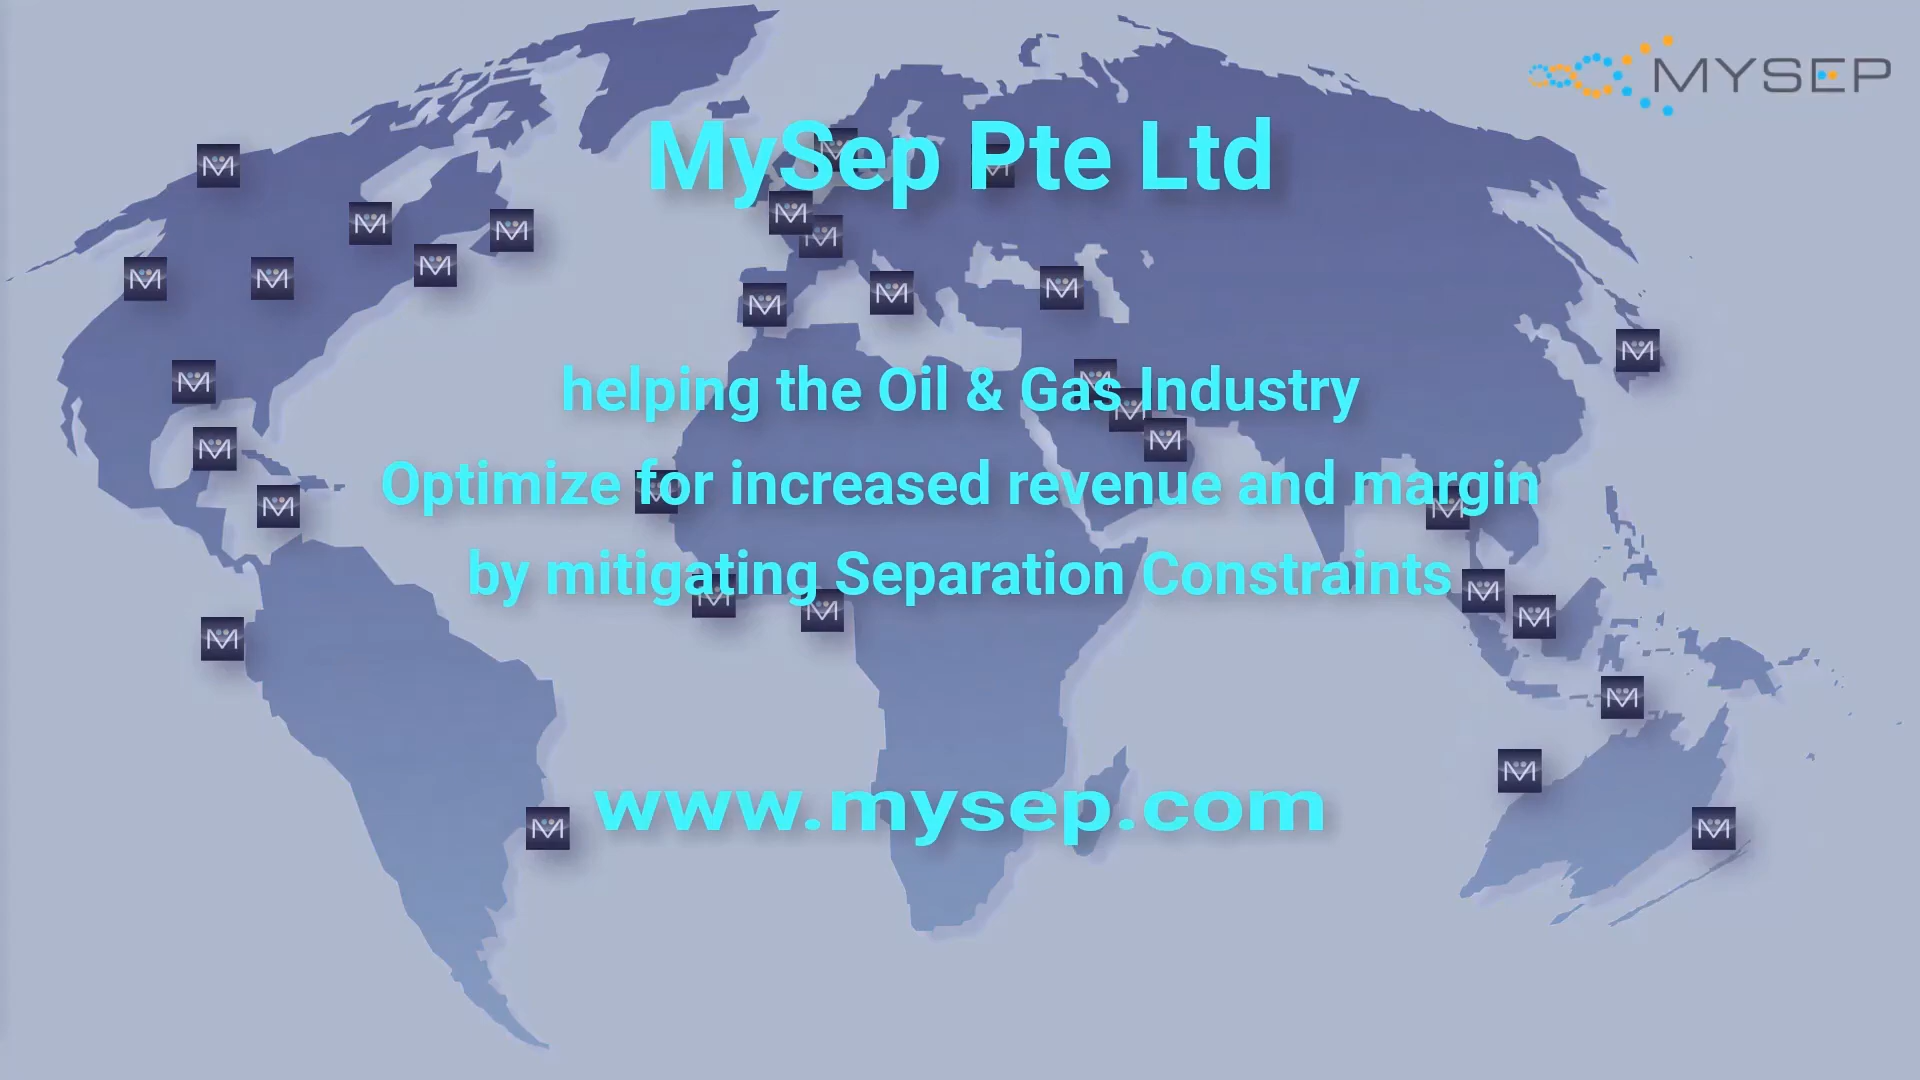 MYSEP
MySep Pte Ltd
helping the Oil & Gas Industry
Optimize for increased revenue and margin
by mitigating Separation Constraints
www.mysep.com